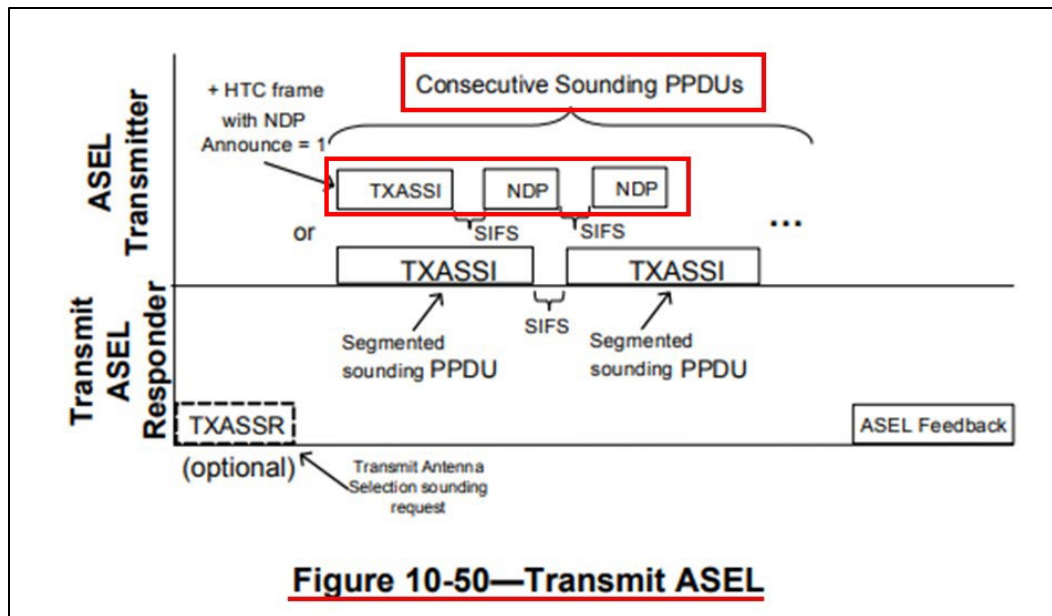 Consecutive Sounding PPDUs
+ HTC frame
with NDP
Announce = 1
ASEL
Transmitter
TXASSI
NDP
NDP
SIFS
SIFS
...
or
TXASSI
TXASSI
SIFS
Segmented
sounding PPDU
Segmented
sounding PPDU
Transmit
ASEL
Responder
TXASSR
(optional)
Transmit Antenna
Selection sounding
request
ASEL Feedback
Figure 10-50—Transmit ASEL